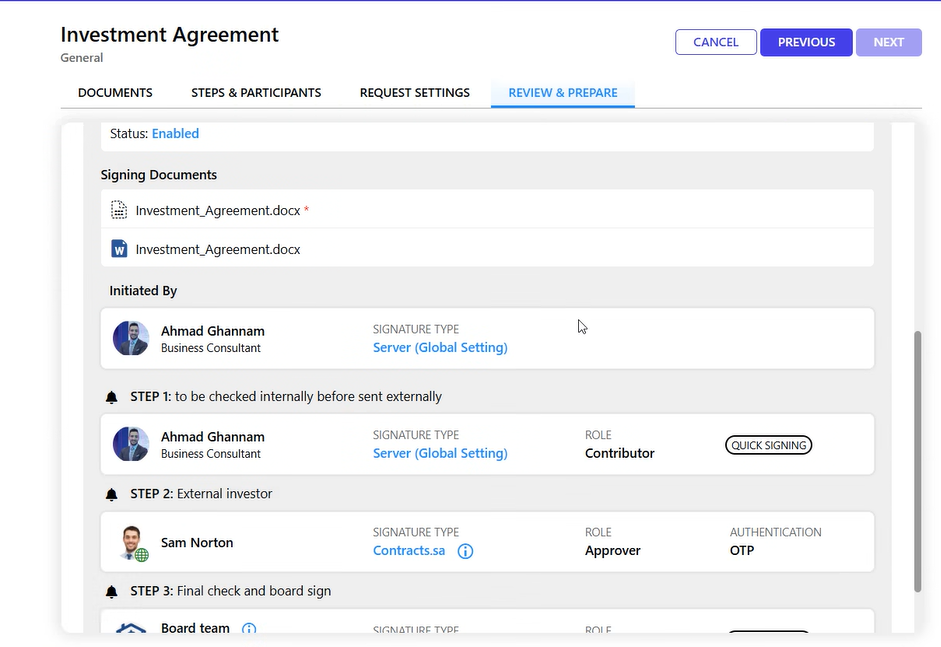 Investment Agreement
General
CANCEL
PREVIOUS
NEXT
DOCUMENTS
STEPS & PARTICIPANTS
REQUEST SETTINGS
REVIEW & PREPARE
Status: Enabled
Signing Documents
Investment_Agreement.docx *
W
Investment_Agreement.docx
Initiated By
Ahmad Ghannam
Business Consultant
SIGNATURE TYPE
Server (Global Setting)
STEP 1: to be checked internally before sent externally
Ahmad Ghannam
Business Consultant
SIGNATURE TYPE
Server (Global Setting)
ROLE
Contributor
QUICK SIGNING
STEP 2: External investor
Sam Norton
SIGNATURE TYPE
Contracts.sa
ROLE
Approver
AUTHENTICATION
OTP
STEP 3: Final check and board sign
Board team
SIGNATURE TYPE
ROLE